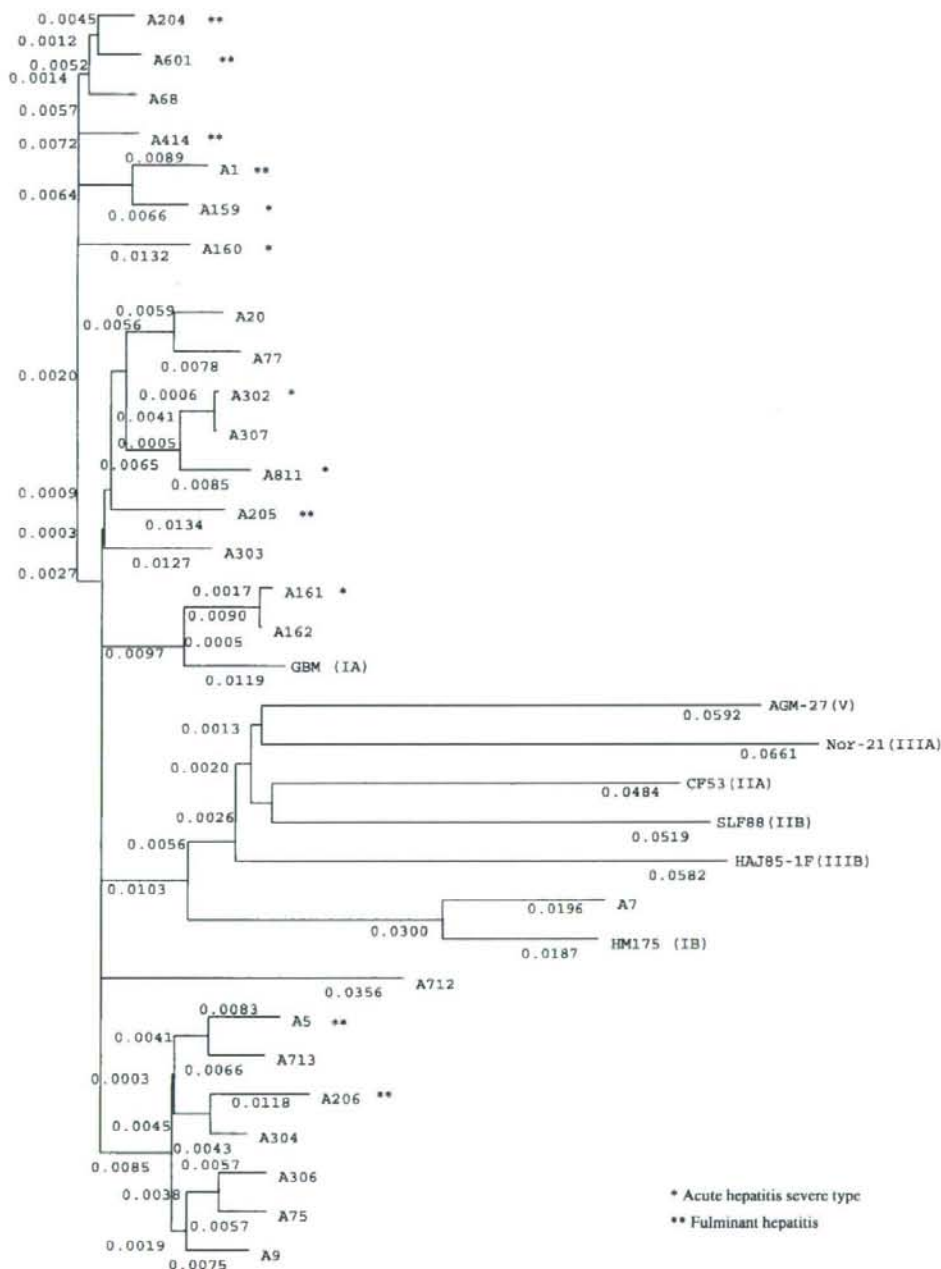 0.0045 A204 **
0.0012
0.0052 A601 **
0.0014
A68
0.0057
0.0072 A414 **
0.0089 A1 **
0.0064
0.0066 A159 *
0.0132 A160 *
0.0059 A20
0.0056
0.0078 A77
0.0020
0.0006 A302 *
0.0041
0.0005 A307
0.0065
0.0085 A811 *
0.0009
0.0134 A205 **
0.0003
0.0127 A303
0.0027
0.0017 A161 *
0.0090
0.0005 A162
0.0097
0.0119 GBM (IA)
0.0592 AGM-27(V)
0.0013
0.0661 Nor-21(IIIA)
0.0020
0.0484 CF53(IIA)
0.0026
0.0519 SLF88(IIB)
0.0056
0.0582 HAJ85-1F(IIIB)
0.0103
0.0196 A7
0.0300
0.0187 HM175 (IB)
0.0356 A712
0.0083 A5 **
0.0041
0.0066 A713
0.0003
0.0118 A206 **
0.0045
0.0043 A304
0.0085
0.0057 A306
0.0038
0.0057 A75
0.0019
0.0075 A9
* Acute hepatitis severe type
** Fulminant hepatitis